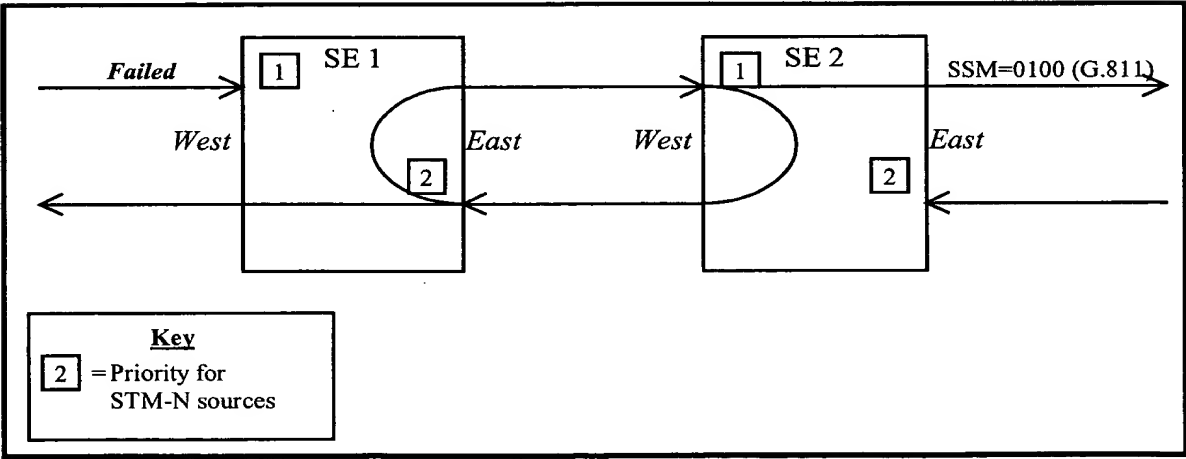 SE 1
SE 2
Failed
1
1
SSM=0100 (G.811)
West
East
West
East
2
2
Key
2 = Priority for
STM-N sources